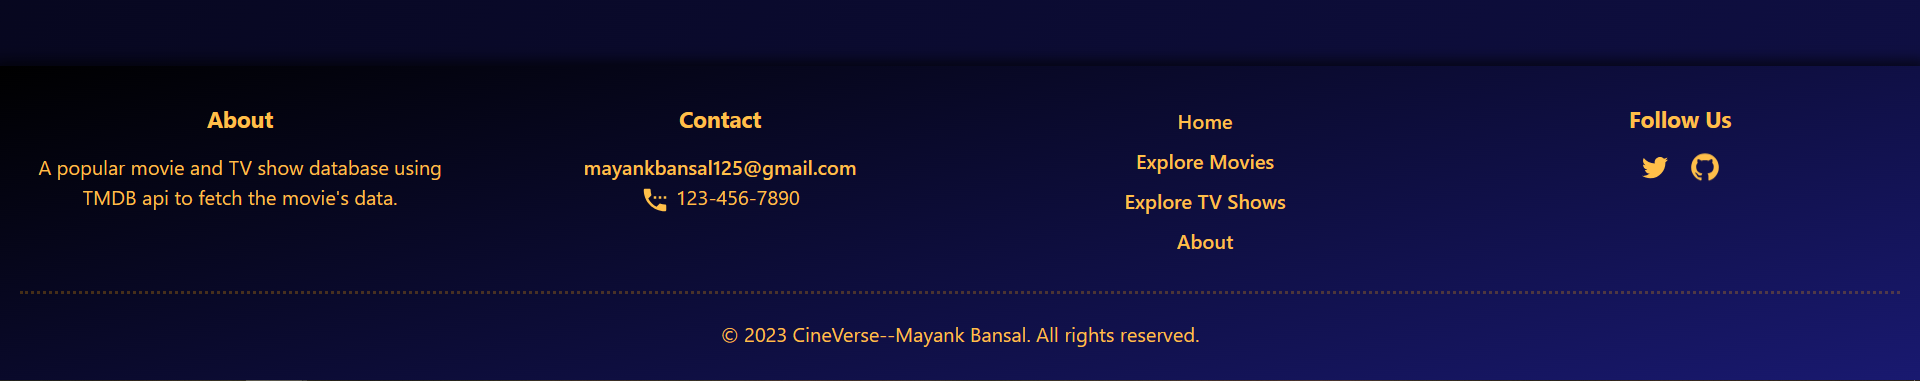 About
A popular movie and TV show database using
TMDB api to fetch the movie's data.
Contact
mayankbansal125@gmail.com
123-456-7890
Home
Explore Movies
Explore TV Shows
About
Follow Us
© 2023 CineVerse--Mayank Bansal. All rights reserved.